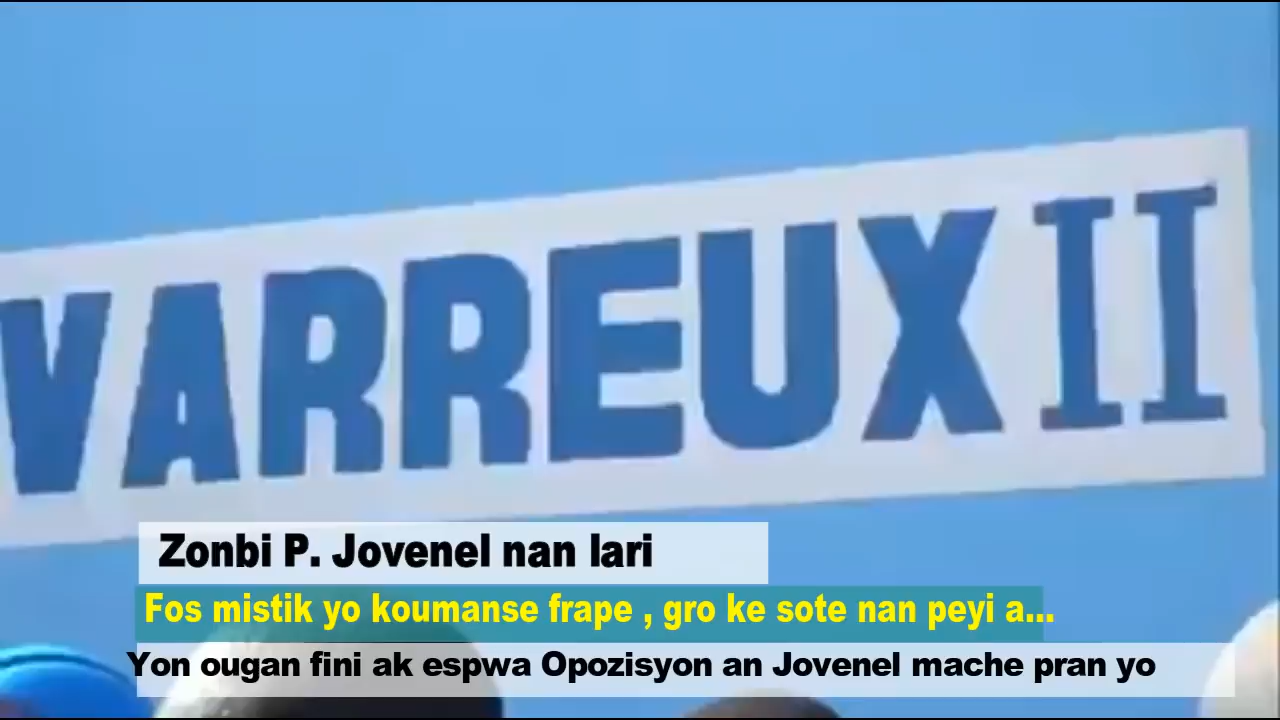 VARREUX II
Zonbi P. Jovenel nan lari
Fos mistik yo koumanse frape , gro ke sote nan peyi a...
Yon ougan fini ak espwa Opozisyon an Jovenel mache pran yo